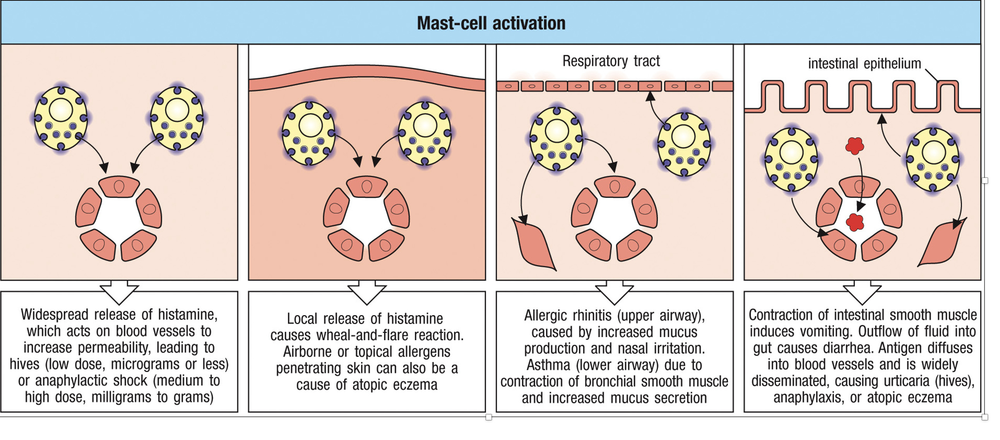 Mast-cell activation
Respiratory tract
intestinal epithelium
Widespread release of histamine,
which acts on blood vessels to
increase permeability, leading to
hives (low dose, micrograms or less)
or anaphylactic shock (medium to
high dose, milligrams to grams)
Local release of histamine
causes wheal-and-flare reaction.
Airborne or topical allergens
penetrating skin can also be a
cause of atopic eczema
Allergic rhinitis (upper airway),
caused by increased mucus
production and nasal irritation.
Asthma (lower airway) due to
contraction of bronchial smooth muscle
and increased mucus secretion
Contraction of intestinal smooth muscle
induces vomiting. Outflow of fluid into
gut causes diarrhea. Antigen diffuses
into blood vessels and is widely
disseminated, causing urticaria (hives),
anaphylaxis, or atopic eczema